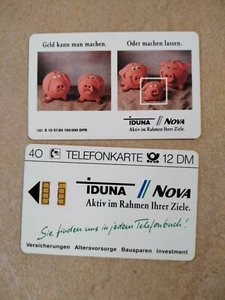 Geld kann man machen.
Oder machen lassen.
IDUNA NOVA
Aktiv im Rahmen Ihrer Ziele.
40 TELEFONKARTE 12 DM
IDUNA NOVA
Aktiv im Rahmen Ihrer Ziele.
Sie finden uns in jedem Telefonbuch!
Versicherungen Altersvorsorge Bausparen Investment